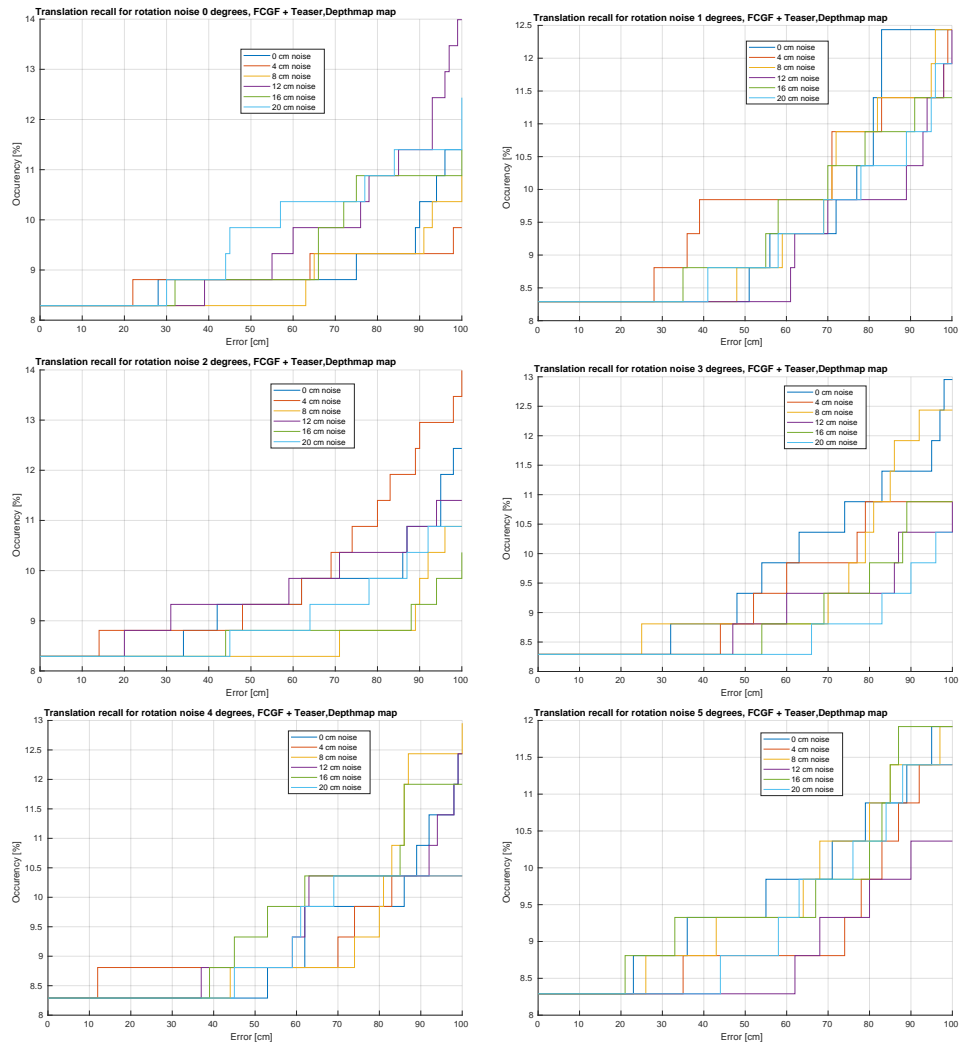 Translation recall for rotation noise 0 degrees, FCGF + Teaser,Depthmap map
14
13
12
11
10
9
8
Occurency [%]
0 cm noise
4 cm noise
8 cm noise
12 cm noise
16 cm noise
20 cm noise
0 10 20 30 40 50 60 70 80 90 100
Error [cm]
Translation recall for rotation noise 1 degrees, FCGF + Teaser,Depthmap map
12.5
12
11.5
11
10.5
10
9.5
9
8.5
8
Occurency [%]
0 cm noise
4 cm noise
8 cm noise
12 cm noise
16 cm noise
20 cm noise
0 10 20 30 40 50 60 70 80 90 100
Error [cm]
Translation recall for rotation noise 2 degrees, FCGF + Teaser,Depthmap map
14
13
12
11
10
9
8
Occurency [%]
0 cm noise
4 cm noise
8 cm noise
12 cm noise
16 cm noise
20 cm noise
0 10 20 30 40 50 60 70 80 90 100
Error [cm]
Translation recall for rotation noise 3 degrees, FCGF + Teaser,Depthmap map
13
12.5
12
11.5
11
10.5
10
9.5
9
8.5
8
Occurency [%]
0 cm noise
4 cm noise
8 cm noise
12 cm noise
16 cm noise
20 cm noise
0 10 20 30 40 50 60 70 80 90 100
Error [cm]
Translation recall for rotation noise 4 degrees, FCGF + Teaser,Depthmap map
13
12.5
12
11.5
11
10.5
10
9.5
9
8.5
8
Occurency [%]
0 cm noise
4 cm noise
8 cm noise
12 cm noise
16 cm noise
20 cm noise
0 10 20 30 40 50 60 70 80 90 100
Error [cm]
Translation recall for rotation noise 5 degrees, FCGF + Teaser,Depthmap map
12
11.5
11
10.5
10
9.5
9
8.5
8
Occurency [%]
0 cm noise
4 cm noise
8 cm noise
12 cm noise
16 cm noise
20 cm noise
0 10 20 30 40 50 60 70 80 90 100
Error [cm]